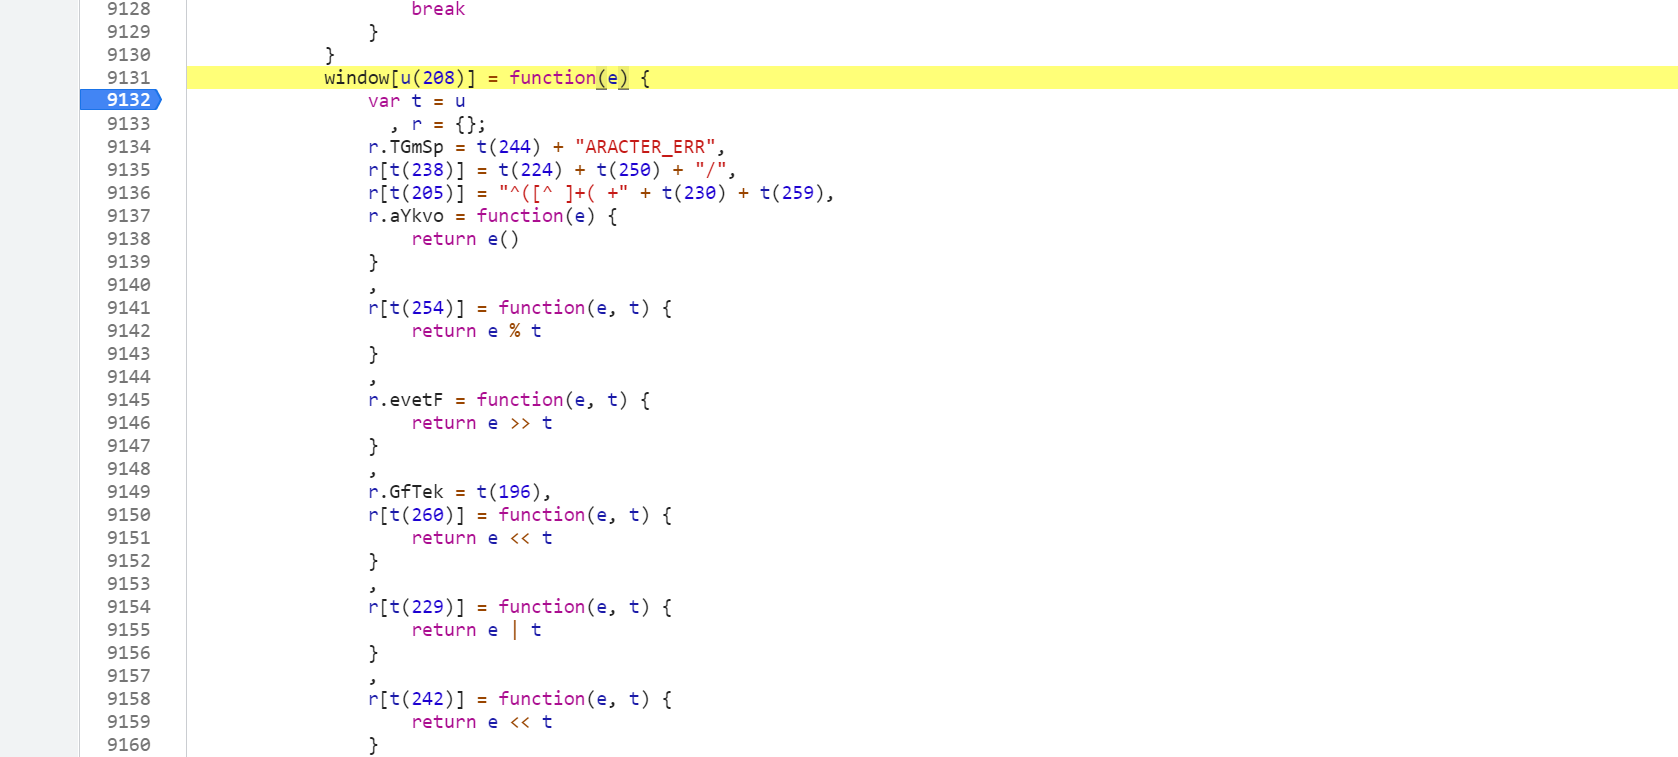 9128                         break
9129                     }
9130                 }
9131                 window[u(208)] = function(e) {
9132                     var t = u
9133                       , r = {};
9134                     r.TGmSp = t(244) + "ARACTER_ERR",
9135                     r[t(238)] = t(224) + t(250) + "/",
9136                     r[t(205)] = "^([^ ]+( +" + t(230) + t(259),
9137                     r.aYkvo = function(e) {
9138                         return e()
9139                     }
9140                     ,
9141                     r[t(254)] = function(e, t) {
9142                         return e % t
9143                     }
9144                     ,
9145                     r.evetF = function(e, t) {
9146                         return e >> t
9147                     }
9148                     ,
9149                     r.GfTek = t(196),
9150                     r[t(260)] = function(e, t) {
9151                         return e << t
9152                     }
9153                     ,
9154                     r[t(229)] = function(e, t) {
9155                         return e | t
9156                     }
9157                     ,
9158                     r[t(242)] = function(e, t) {
9159                         return e << t
9160                     }